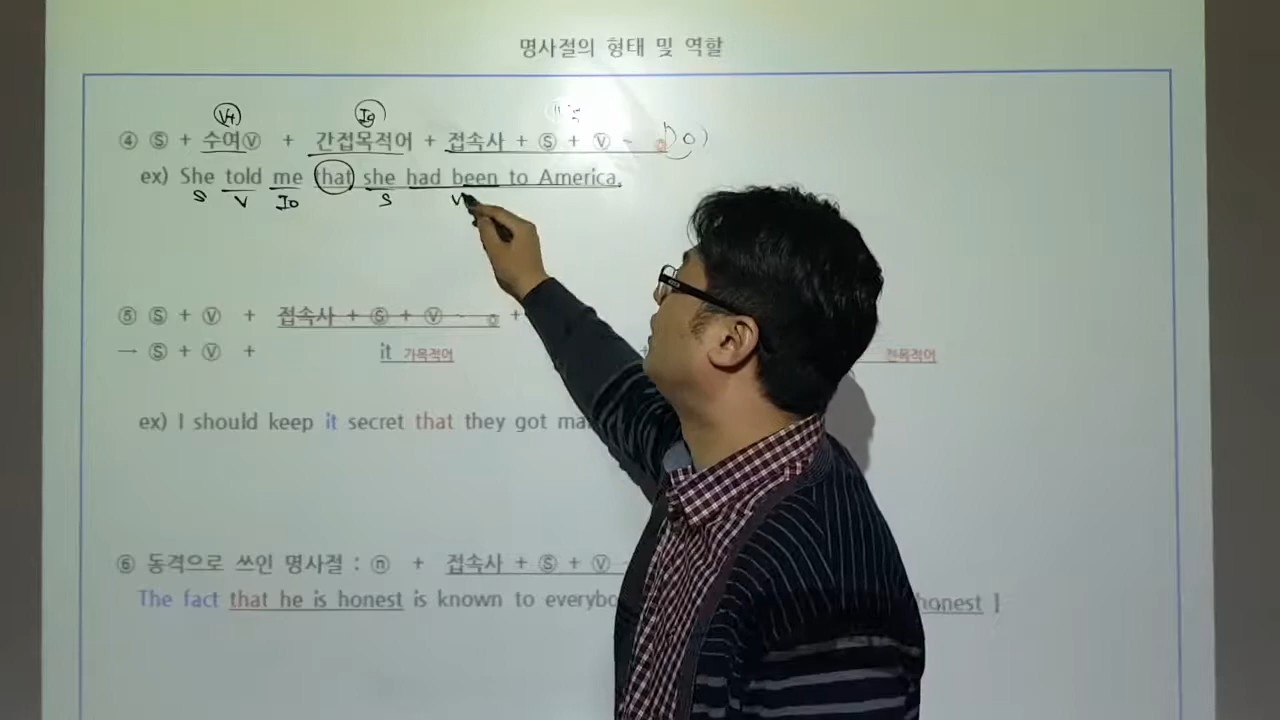 명사절의 형태 및 역할
V4 IO
④ Ⓢ + 수여Ⓥ + 간접목적어 + 접속사 + Ⓢ + Ⓥ ~
ex) She told me that she had been to America.
S V IO S V
⑤ Ⓢ + Ⓥ + 접속사 + Ⓢ + Ⓥ ~ +
→ Ⓢ + Ⓥ + it 가목적어 진목적어
ex) I should keep it secret that they got
⑥ 동격으로 쓰인 명사절 : ⓝ + 접속사 + Ⓢ + Ⓥ
The fact that he is honest is known to honest ]